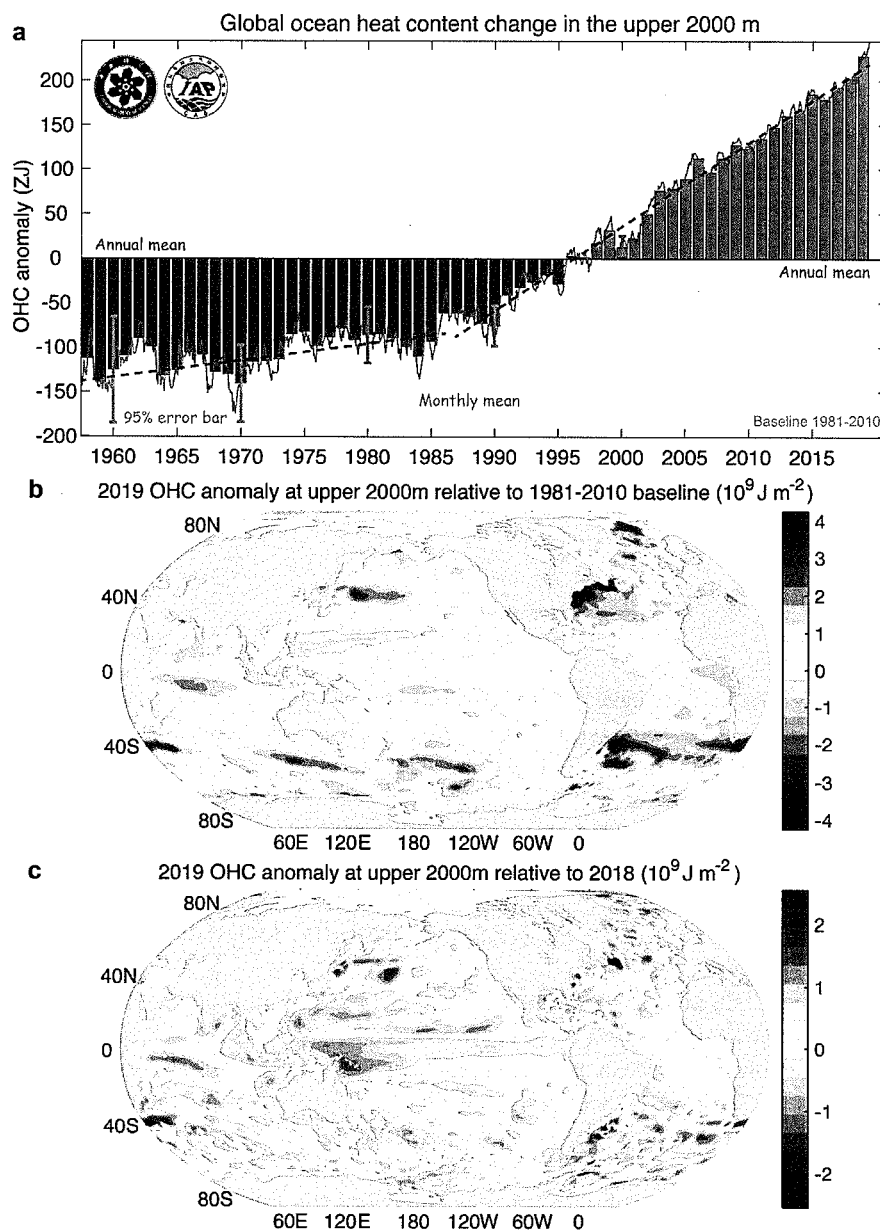 a
Global ocean heat content change in the upper 2000 m
IAP
OHC anomaly (ZJ)
200
150
100
50
0
-50
-100
-150
-200
Annual mean
Annual mean
Monthly mean
95% error bar
Baseline 1981-2010
1960 1965 1970 1975 1980 1985 1990 1995 2000 2005 2010 2015
b 2019 OHC anomaly at upper 2000m relative to 1981-2010 baseline (10⁹ J m⁻²)
80N
40N
0
40S
80S
60E 120E 180 120W 60W 0
4
3
2
1
0
-1
-2
-3
-4
c 2019 OHC anomaly at upper 2000m relative to 2018 (10⁹ J m⁻²)
80N
40N
0
40S
80S
60E 120E 180 120W 60W 0
2
1
0
-1
-2